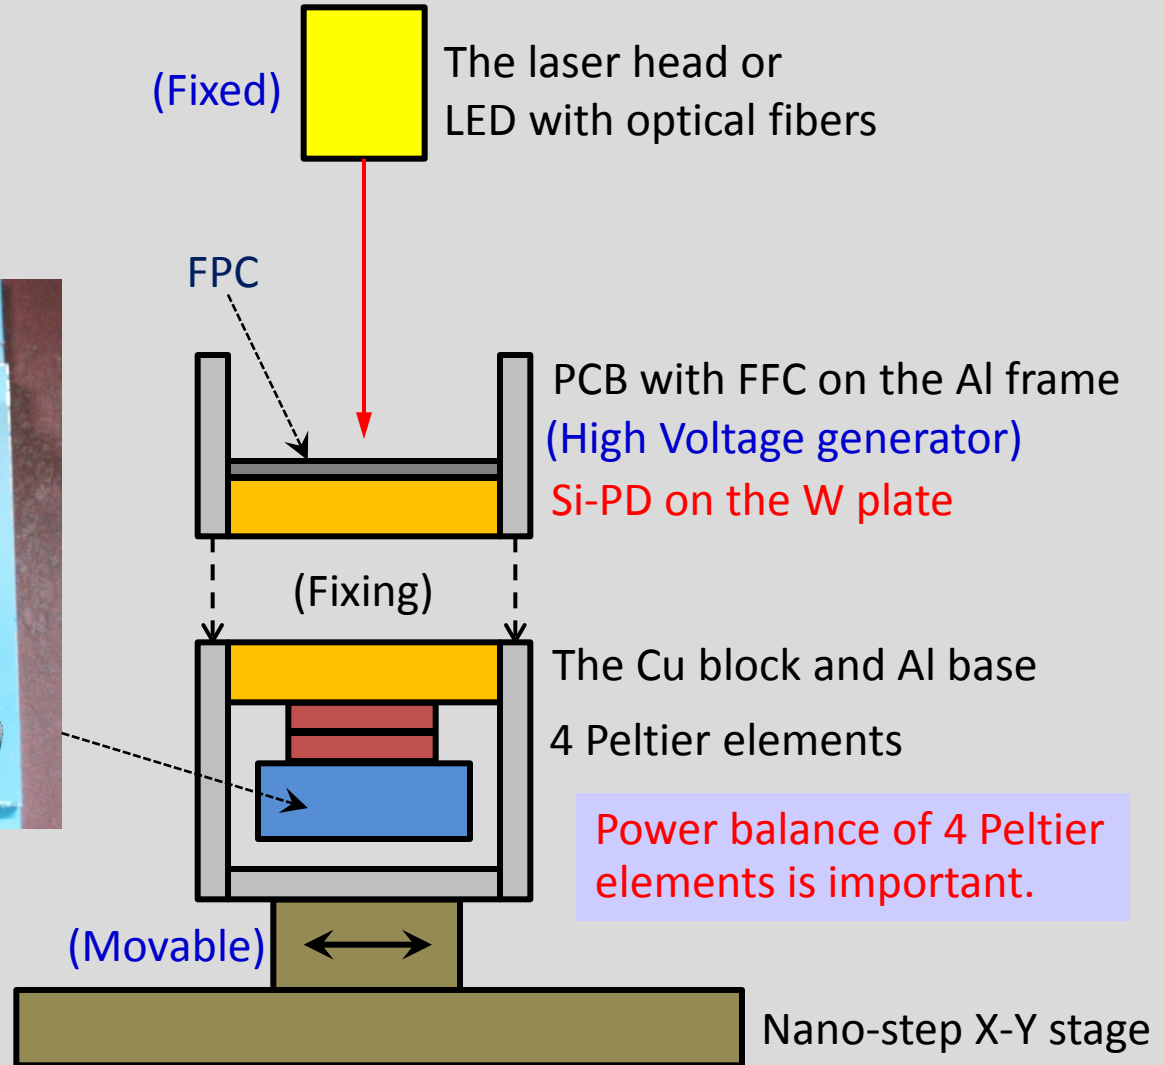 (Fixed)
The laser head or
LED with optical fibers
FPC
PCB with FFC on the Al frame
(High Voltage generator)
Si-PD on the W plate
(Fixing)
The Cu block and Al base
4 Peltier elements
Power balance of 4 Peltier
elements is important.
(Movable)
Nano-step X-Y stage